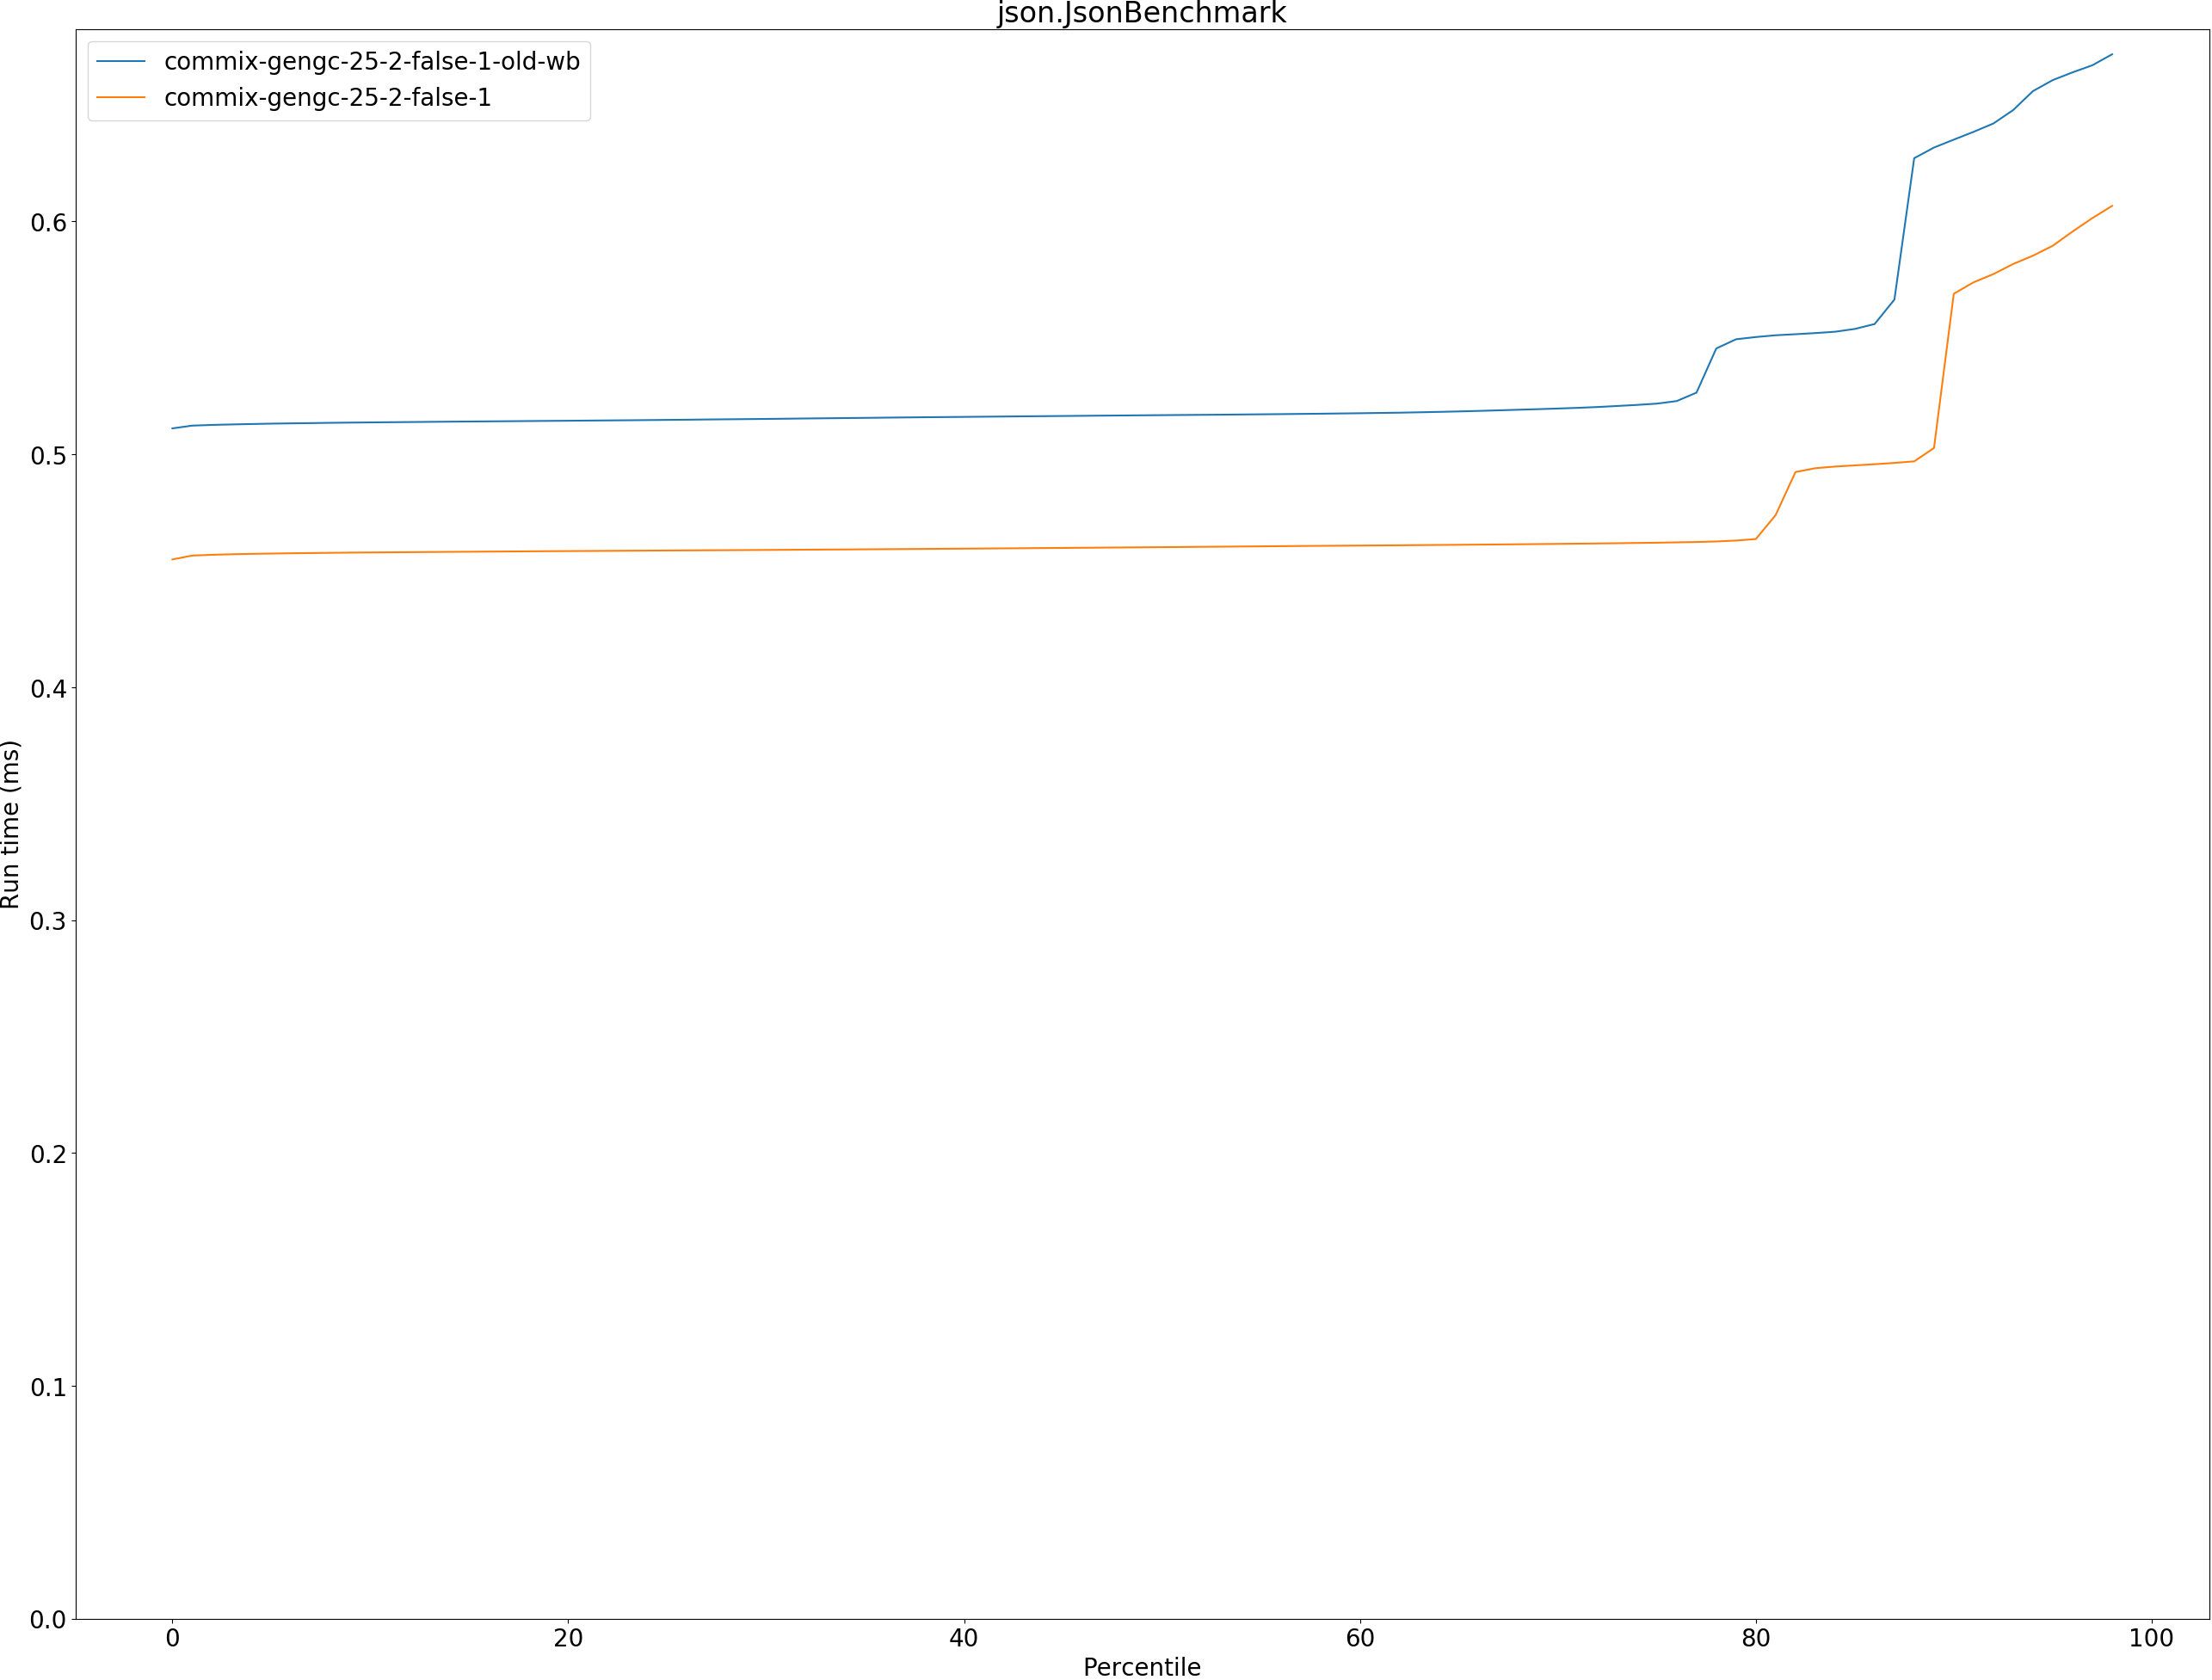 json.JsonBenchmark
commix-gengc-25-2-false-1-old-wb
commix-gengc-25-2-false-1
Run time (ms)
0.6
0.5
0.4
0.3
0.2
0.1
0.0
0 20 40 60 80 100
Percentile